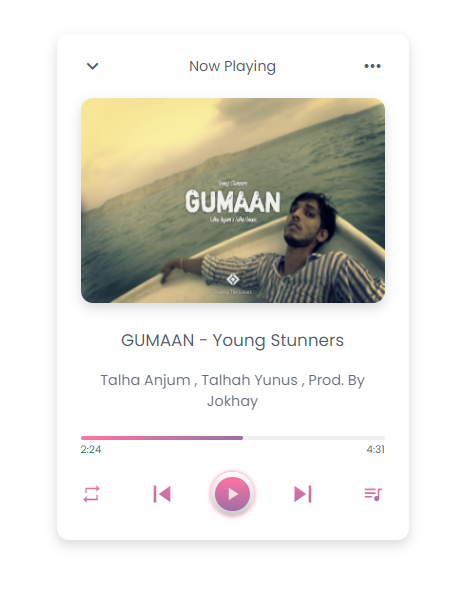 Now Playing
Young Stunners
GUMAAN
Talha Anjum x Talha Yunus
GUMAAN - Young Stunners
Talha Anjum , Talhah Yunus , Prod. By
Jokhay
2:24
4:31